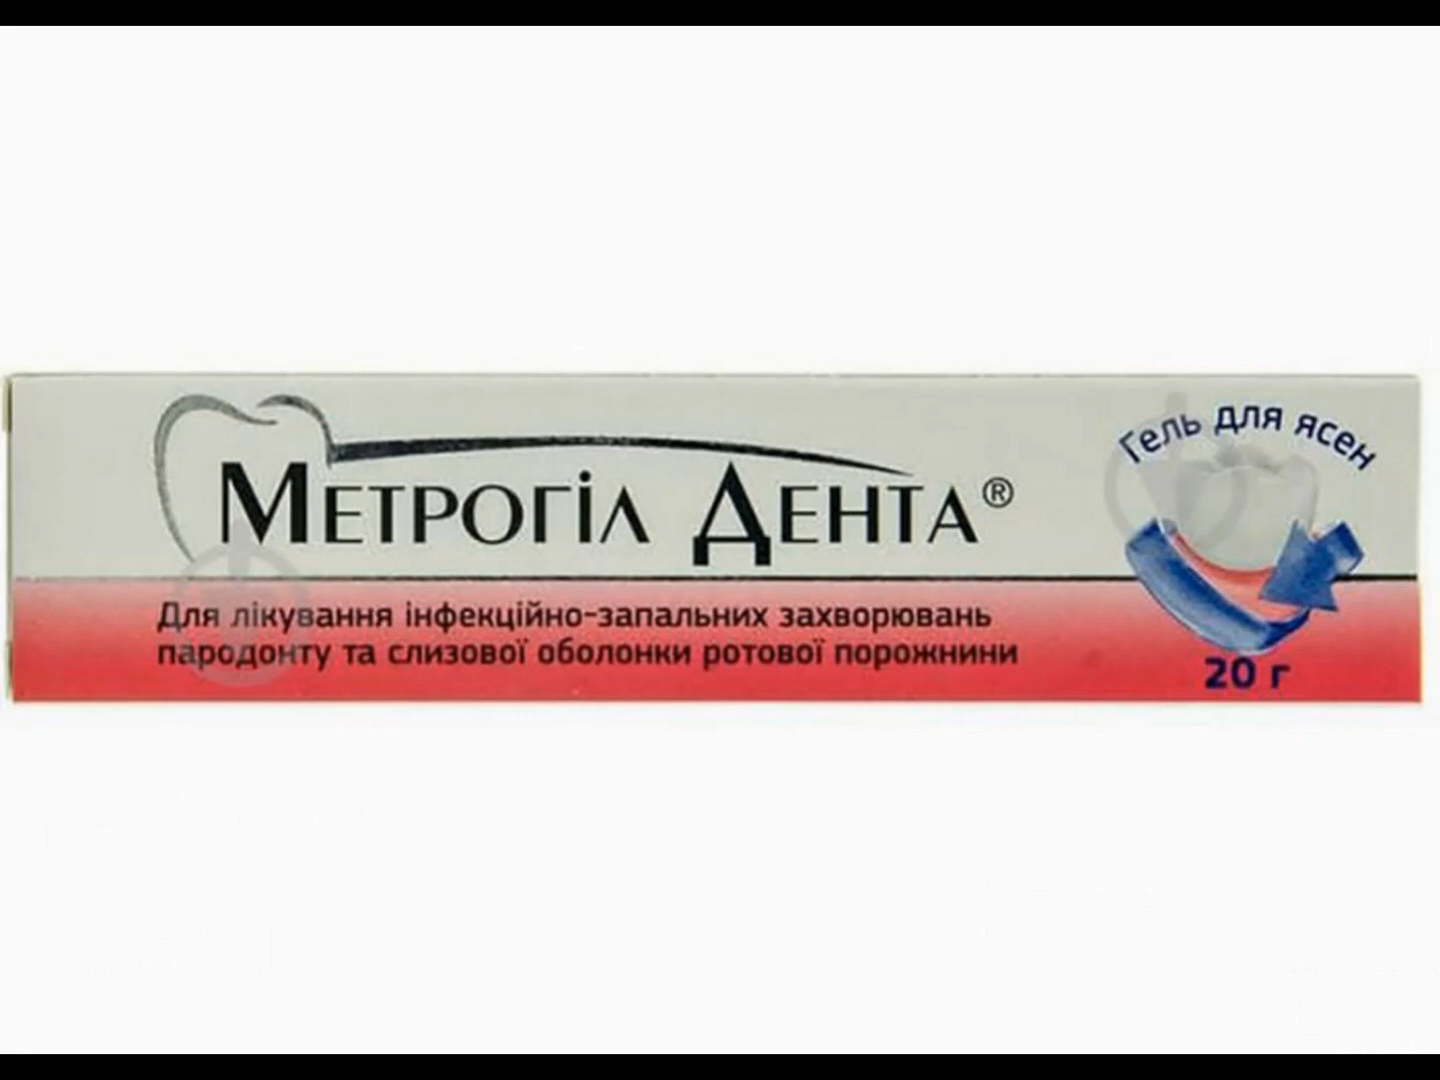 Метрогіл Дента®
Гель для ясен
Для лікування інфекційно-запальних захворювань
пародонту та слизової оболонки ротової порожнини
20 г